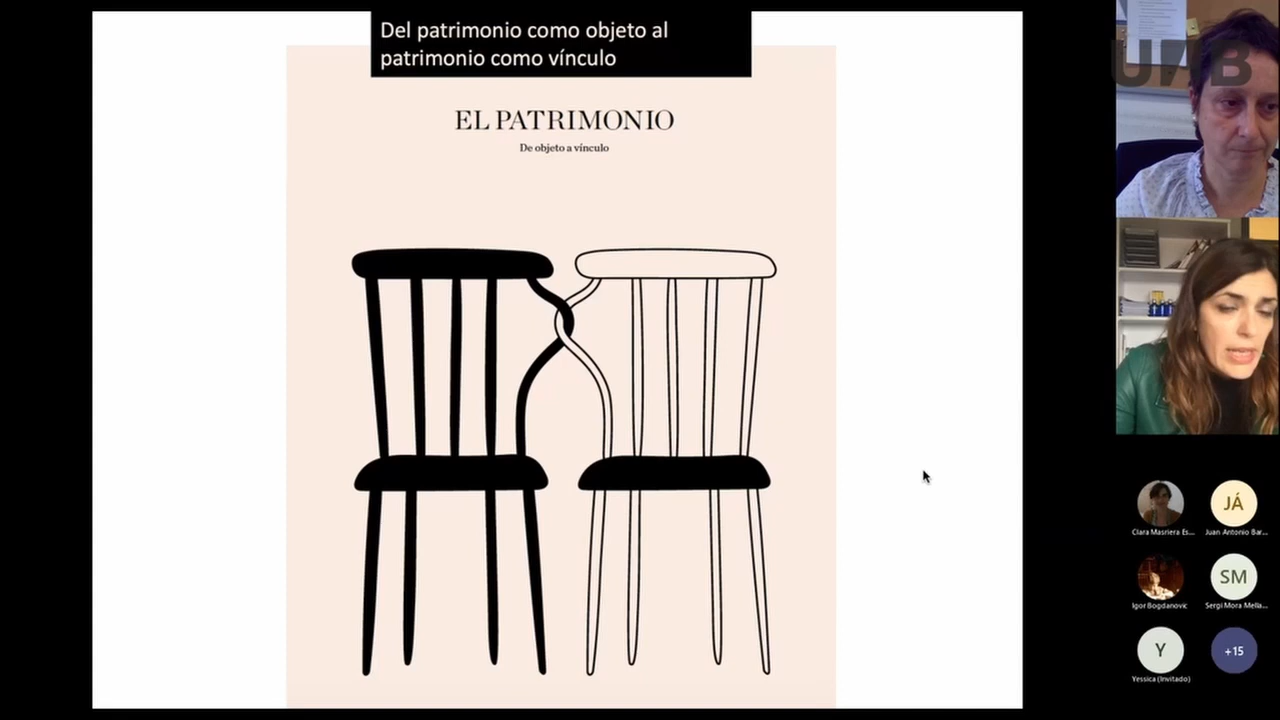 Del patrimonio como objeto al
patrimonio como vínculo
EL PATRIMONIO
De objeto a vínculo
UAB
Clara Masriera Es...
JÁ
Juan Antonio Bar...
Igor Bogdanovic
SM
Sergi Mora Mella...
Y
Yessica (Invitado)
+15